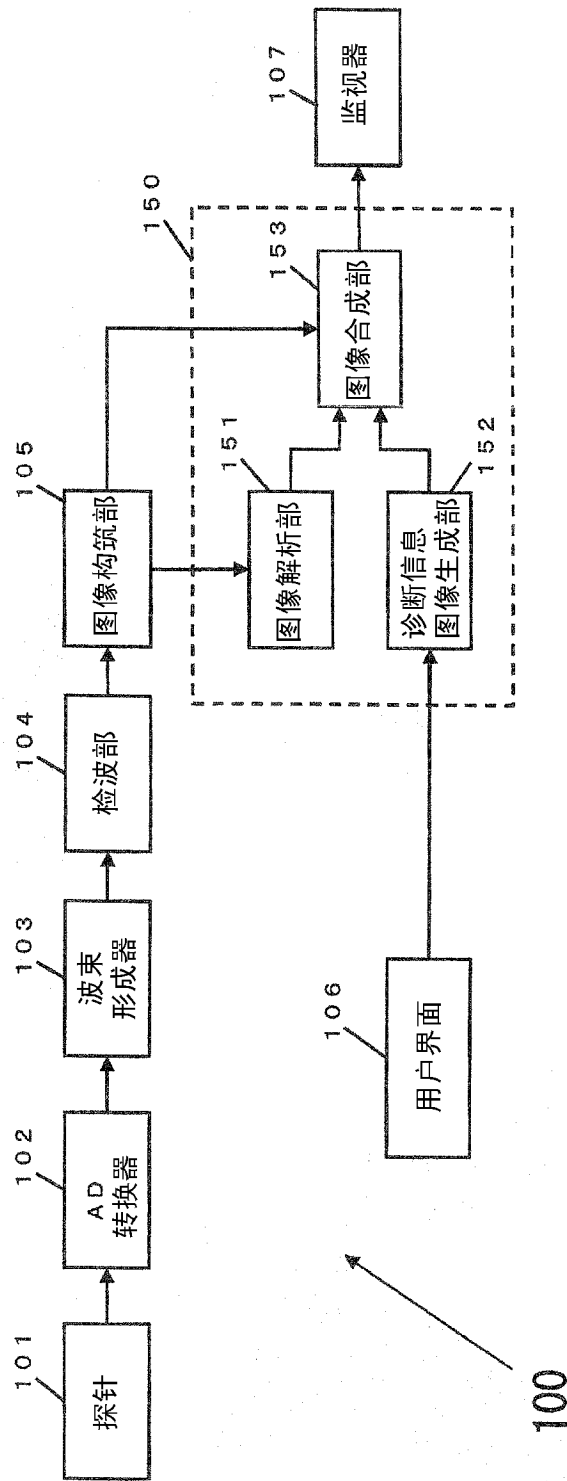 101
探针
102
AD
转换器
103
波束
形成器
104
检波部
105
图像构筑部
150
151
图像解析部
153
图像合成部
107
监视器
106
用户界面
诊断信息
图像生成部
152
100